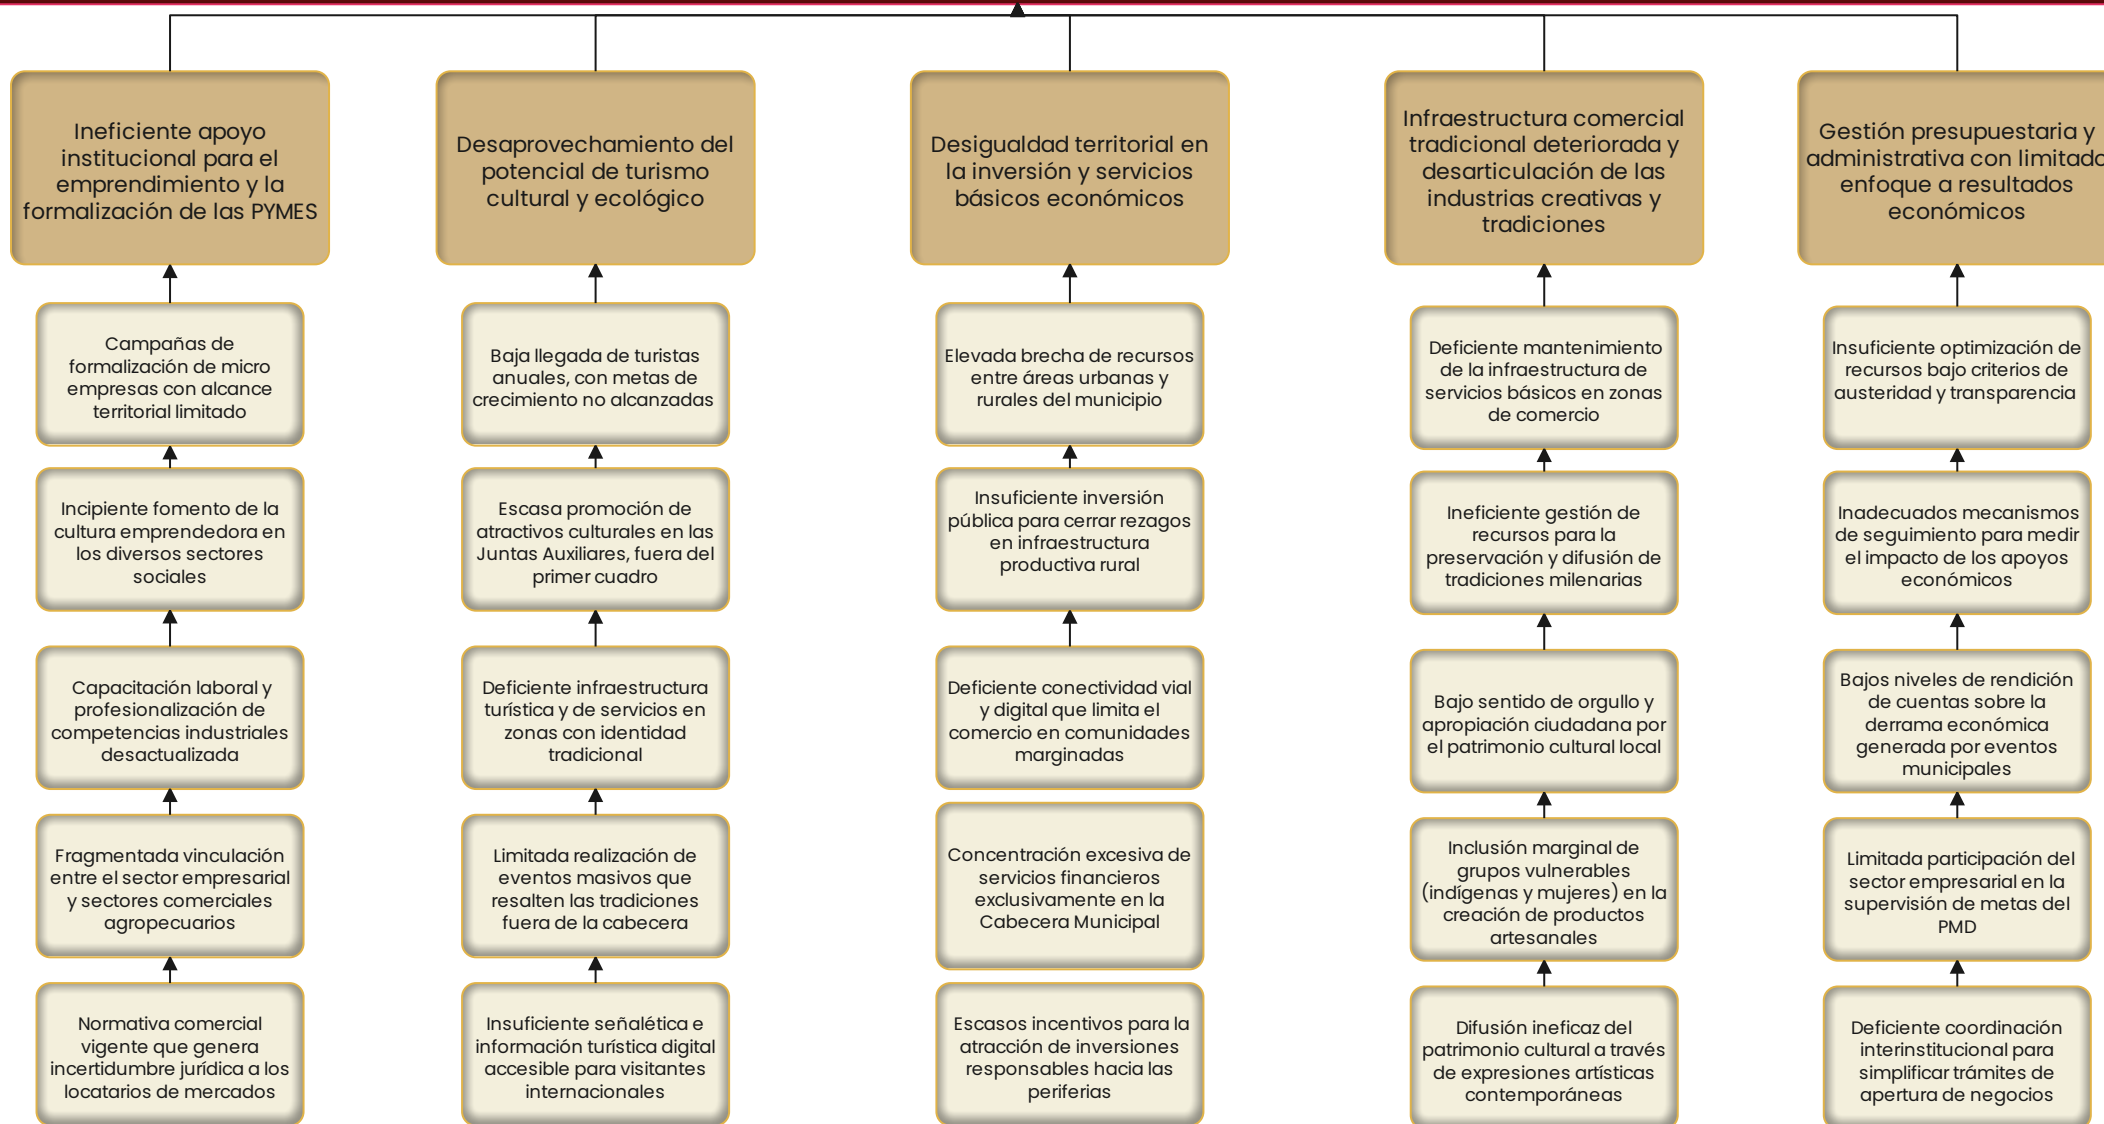 Ineficiente apoyo
institucional para el
emprendimiento y la
formalización de las PYMES
Desaprovechamiento del
potencial de turismo
cultural y ecológico
Desigualdad territorial en
la inversión y servicios
básicos económicos
Infraestructura comercial
tradicional deteriorada y
desarticulación de las
industrias creativas y
tradiciones
Gestión presupuestaria y
administrativa con limitado
enfoque a resultados
económicos
Campañas de
formalización de micro
empresas con alcance
territorial limitado
Baja llegada de turistas
anuales, con metas de
crecimiento no alcanzadas
Elevada brecha de recursos
entre áreas urbanas y
rurales del municipio
Deficiente mantenimiento
de la infraestructura de
servicios básicos en zonas
de comercio
Insuficiente optimización de
recursos bajo criterios de
austeridad y transparencia
Incipiente fomento de la
cultura emprendedora en
los diversos sectores
sociales
Escasa promoción de
atractivos culturales en las
Juntas Auxiliares, fuera del
primer cuadro
Insuficiente inversión
pública para cerrar rezagos
en infraestructura
productiva rural
Ineficiente gestión de
recursos para la
preservación y difusión de
tradiciones milenarias
Inadecuados mecanismos
de seguimiento para medir
el impacto de los apoyos
económicos
Capacitación laboral y
profesionalización de
competencias industriales
desactualizada
Deficiente infraestructura
turística y de servicios en
zonas con identidad
tradicional
Deficiente conectividad vial
y digital que limita el
comercio en comunidades
marginadas
Bajo sentido de orgullo y
apropiación ciudadana por
el patrimonio cultural local
Bajos niveles de rendición
de cuentas sobre la
derrama económica
generada por eventos
municipales
Fragmentada vinculación
entre el sector empresarial
y sectores comerciales
agropecuarios
Limitada realización de
eventos masivos que
resalten las tradiciones
fuera de la cabecera
Concentración excesiva de
servicios financieros
exclusivamente en la
Cabecera Municipal
Inclusión marginal de
grupos vulnerables
(indígenas y mujeres) en la
creación de productos
artesanales
Limitada participación del
sector empresarial en la
supervisión de metas del
PMD
Normativa comercial
vigente que genera
incertidumbre jurídica a los
locatarios de mercados
Insuficiente señalética e
información turística digital
accesible para visitantes
internacionales
Escasos incentivos para la
atracción de inversiones
responsables hacia las
periferias
Difusión ineficaz del
patrimonio cultural a través
de expresiones artísticas
contemporáneas
Deficiente coordinación
interinstitucional para
simplificar trámites de
apertura de negocios